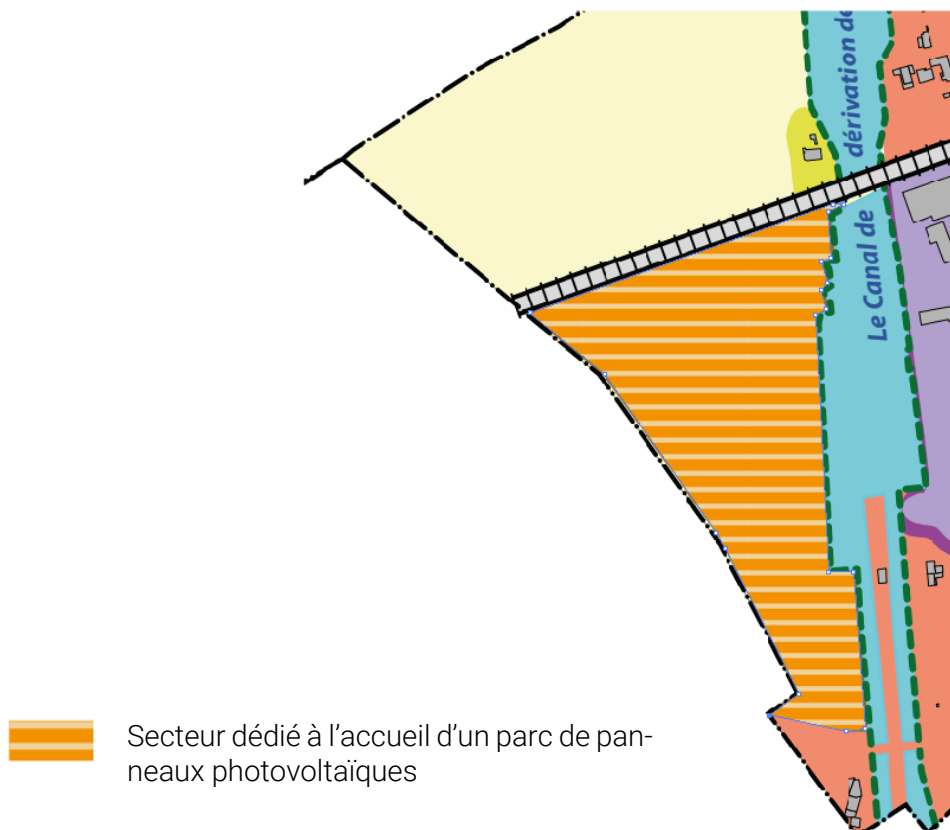 dérivation de
Le Canal de
Secteur dédié à l'accueil d'un parc de pan-
neaux photovoltaïques